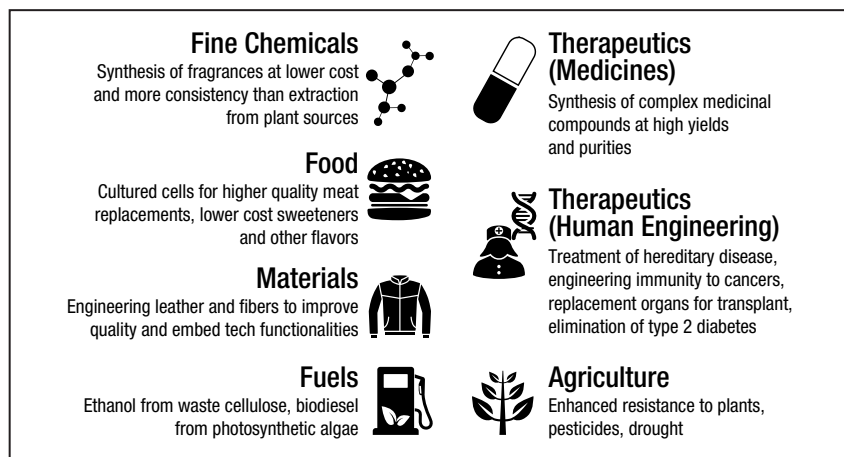 Fine Chemicals
Synthesis of fragrances at lower cost
and more consistency than extraction
from plant sources
Food
Cultured cells for higher quality meat
replacements, lower cost sweeteners
and other flavors
Materials
Engineering leather and fibers to improve
quality and embed tech functionalities
Fuels
Ethanol from waste cellulose, biodiesel
from photosynthetic algae
Therapeutics
(Medicines)
Synthesis of complex medicinal
compounds at high yields
and purities
Therapeutics
(Human Engineering)
Treatment of hereditary disease,
engineering immunity to cancers,
replacement organs for transplant,
elimination of type 2 diabetes
Agriculture
Enhanced resistance to plants,
pesticides, drought